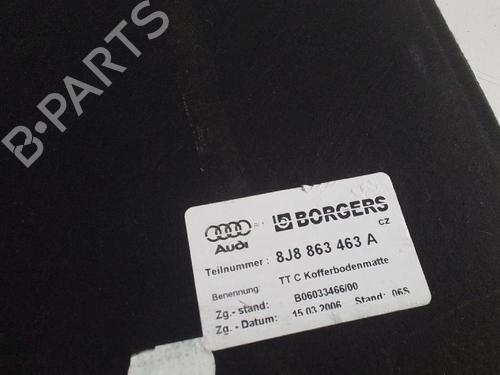 B-PARTS
Audi BORGERS
CZ
Teilnummer: 8J8 863 463 A
Benennung: TT C Kofferbodenmatte
Zg.-stand: B06033466/00
Zg.-Datum: 15.03.2006 Stand: 06S